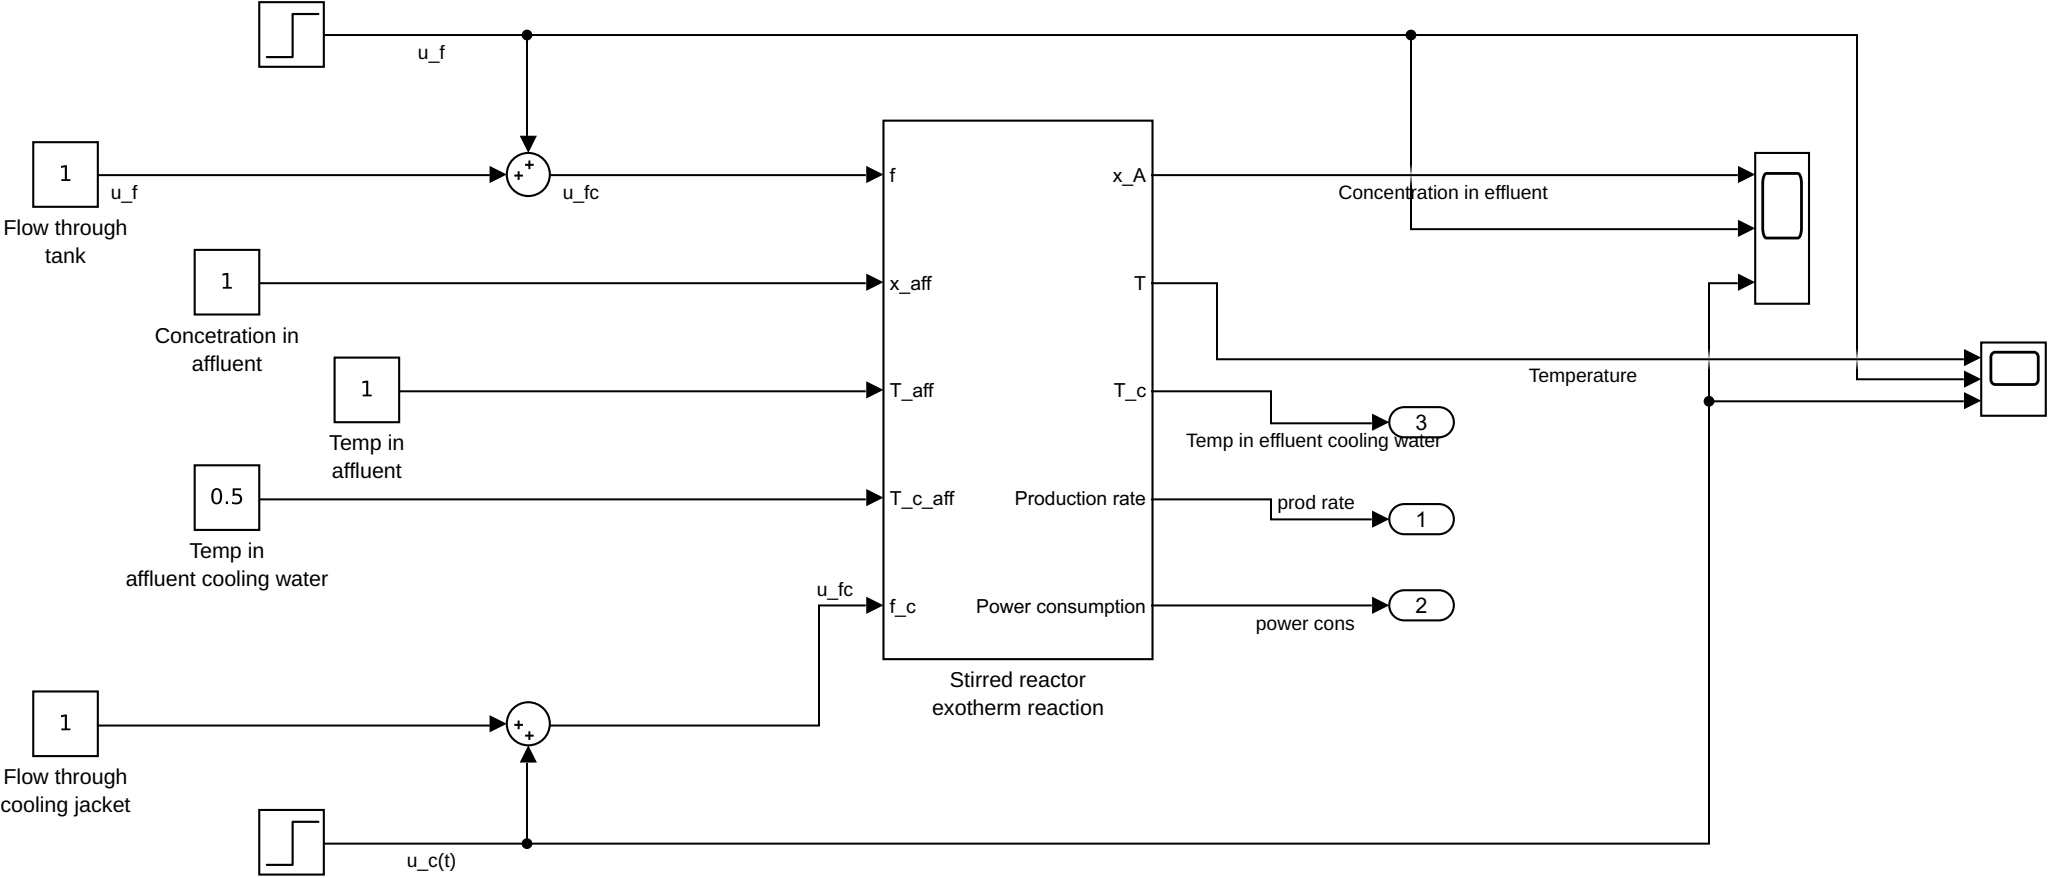 u_f
1
u_f
Flow through
tank
+
+
u_fc
1
Concetration in
affluent
1
Temp in
affluent
0.5
Temp in
affluent cooling water
f
x_aff
T_aff
T_c_aff
u_fc
f_c
x_A
T
T_c
Production rate
Power consumption
Stirred reactor
exotherm reaction
Concentration in effluent
Temperature
3
Temp in effluent cooling water
prod rate
1
2
power cons
1
Flow through
cooling jacket
+
+
u_c(t)